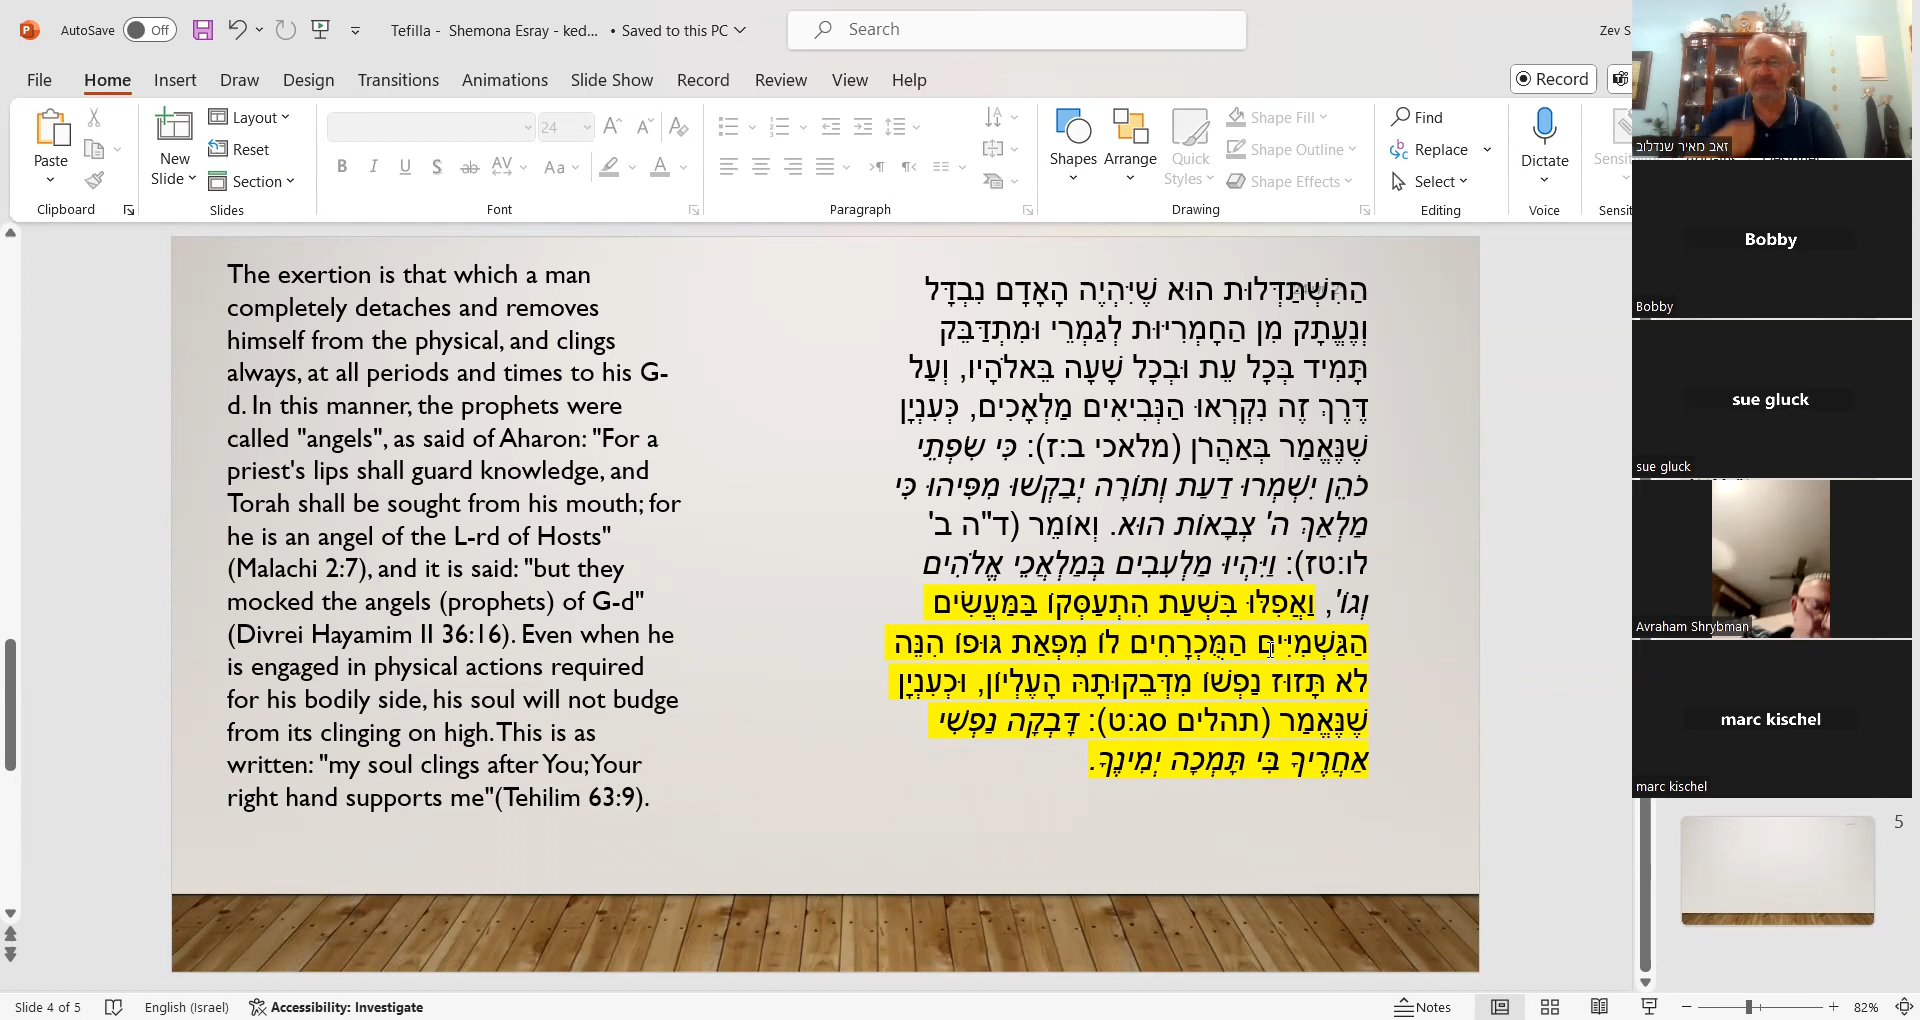 AutoSave Off Tefilla - Shemona Esray - ked... • Saved to this PC Search Zev S
File Home Insert Draw Design Transitions Animations Slide Show Record Review View Help Record
Paste
New
Slide
Layout
Reset
Section
24
B I U S ab AV Aa A
Shapes Arrange Quick
Styles
Shape Fill
Shape Outline
Shape Effects
Find
Replace
Select
Dictate
Clipboard Slides Font Paragraph Drawing Editing Voice
The exertion is that which a man
completely detaches and removes
himself from the physical, and clings
always, at all periods and times to his G-
d. In this manner, the prophets were
called "angels", as said of Aharon: "For a
priest's lips shall guard knowledge, and
Torah shall be sought from his mouth; for
he is an angel of the L-rd of Hosts"
(Malachi 2:7), and it is said: "but they
mocked the angels (prophets) of G-d"
(Divrei Hayamim II 36:16). Even when he
is engaged in physical actions required
for his bodily side, his soul will not budge
from its clinging on high. This is as
written: "my soul clings after You; Your
right hand supports me"(Tehilim 63:9).
הַהִשְׁתַּדְּלוּת הוּא שֶׁיִּהְיֶה הָאָדָם נִבְדָּל
וְנֶעֱתָק מִן הַחָמְרִיּוּת לְגַמְרֵי וּמִתְדַּבֵּק
תָּמִיד בְּכָל עֵת וּבְכָל שָׁעָה בֵּאלֹהָיו, וְעַל
דֶּרֶךְ זֶה נִקְרְאוּ הַנְּבִיאִים מַלְאָכִים, כְּעִנְיָן
שֶׁנֶּאֱמַר בְּאַהֲרֹן (מלאכי ב:ז): כִּי שִׂפְתֵי
כֹהֵן יִשְׁמְרוּ דַעַת וְתוֹרָה יְבַקְשׁוּ מִפִּיהוּ כִּי
מַלְאַךְ ה' צְבָאוֹת הוּא. וְאוֹמֵר (ד"ה ב'
לו:טז): וַיִּהְיוּ מַלְעִבִים בְּמַלְאֲכֵי אֱלֹהִים
וְגוֹ', וַאֲפִלּוּ בִּשְׁעַת הִתְעַסְּקוֹ בַּמַּעֲשִׂים
הַגַּשְׁמִיִּים הַמֻּכְרָחִים לוֹ מִפְּאַת גּוּפוֹ הִנֵּה
לֹא תָּזוּז נַפְשׁוֹ מִדְּבֵקוּתָהּ הָעֶלְיוֹן, וּכְעִנְיָן
שֶׁנֶּאֱמַר (תהלים סג:ט): דָּבְקָה נַפְשִׁי
אַחֲרֶיךָ בִּי תָּמְכָה יְמִינֶךָ.
זאב מאיר שנדלוב
Bobby
Bobby
sue gluck
sue gluck
Avraham Shrybman
marc kischel
marc kischel
5
Slide 4 of 5 English (Israel) Accessibility: Investigate Notes 82%